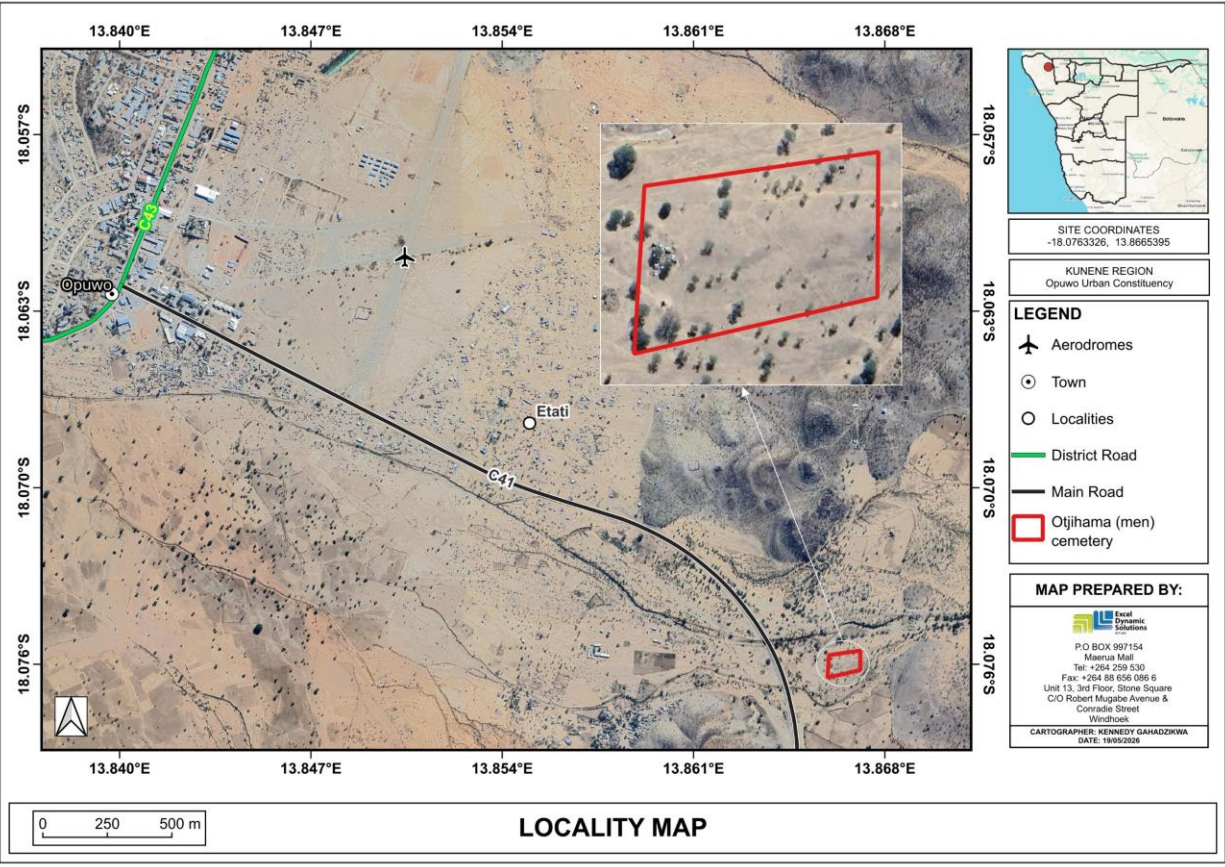 13.840°E 13.847°E 13.854°E 13.861°E 13.868°E
18.057°S
18.063°S
18.070°S
18.076°S
C43
Opuwo
Etati
C41
18.057°S
18.063°S
18.070°S
18.076°S
13.840°E 13.847°E 13.854°E 13.861°E 13.868°E
Botswana
SITE COORDINATES
-18.0763326, 13.8665395
KUNENE REGION
Opuwo Urban Constituency
LEGEND
Aerodromes
Town
Localities
District Road
Main Road
Otjihama (men)
cemetery
MAP PREPARED BY:
Excel
Dynamic
Solutions
P.O BOX 997154
Maerua Mall
Tel: +264 259 530
Fax: +264 88 656 086 6
Unit 13, 3rd Floor, Stone Square
C/O Robert Mugabe Avenue &
Conradie Street
Windhoek
CARTOGRAPHER: KENNEDY GAHADZIKWA
DATE: 19/05/2026
0 250 500 m
LOCALITY MAP